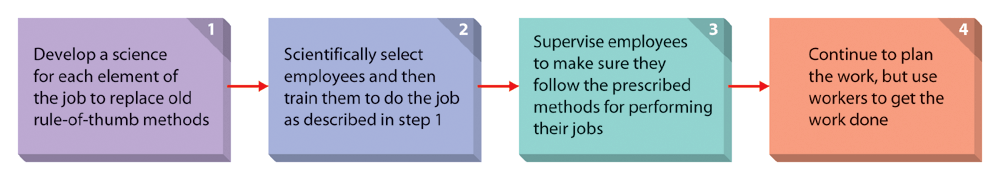 1
Develop a science
for each element of
the job to replace old
rule-of-thumb methods
2
Scientifically select
employees and then
train them to do the job
as described in step 1
3
Supervise employees
to make sure they
follow the prescribed
methods for performing
their jobs
4
Continue to plan
the work, but use
workers to get the
work done